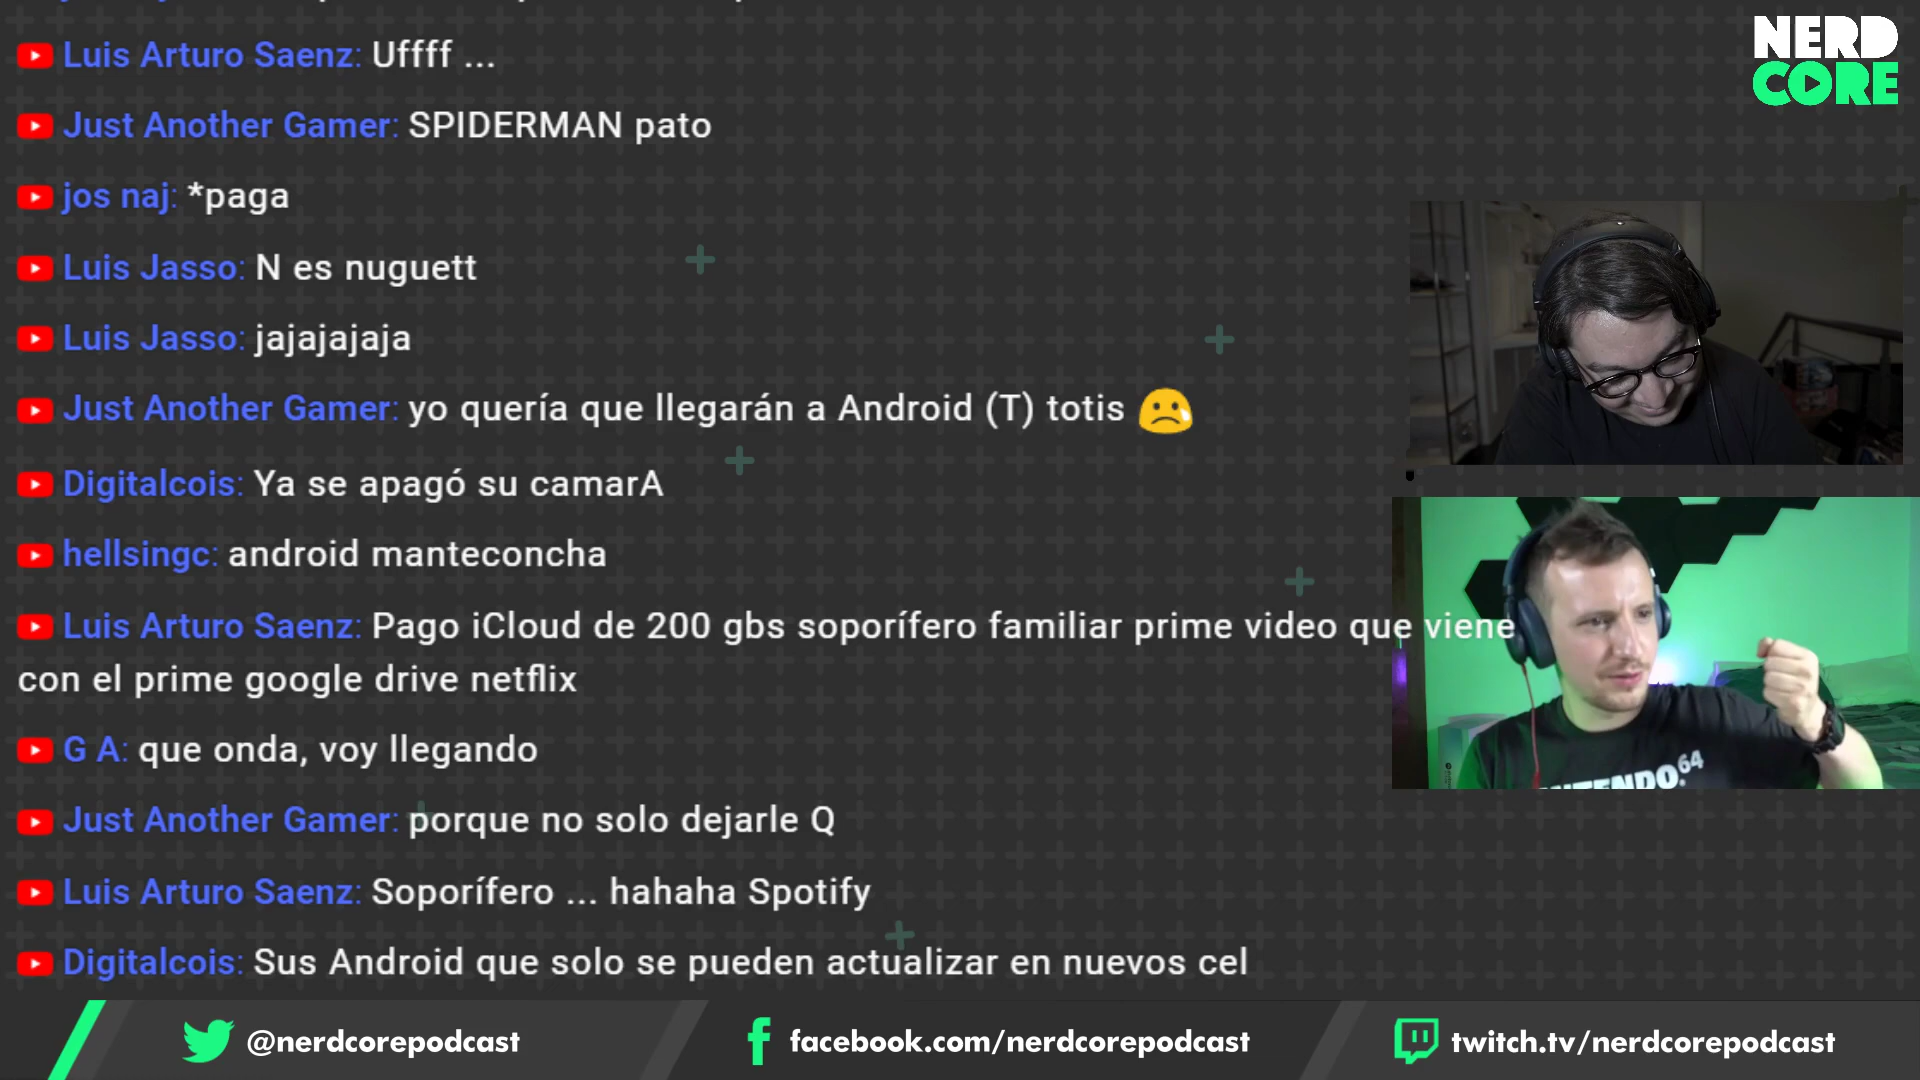 NERD
CORE
Luis Arturo Saenz: Uffff ...
Just Another Gamer: SPIDERMAN pato
jos naj: *paga
Luis Jasso: N es nuguett
Luis Jasso: jajajajaja
Just Another Gamer: yo quería que llegarán a Android (T) totis 😢
Digitalcois: Ya se apagó su camarA
hellsingc: android manteconcha
Luis Arturo Saenz: Pago iCloud de 200 gbs soporífero familiar prime video que viene
con el prime google drive netflix
G A: que onda, voy llegando
Just Another Gamer: porque no solo dejarle Q
Luis Arturo Saenz: Soporífero ... hahaha Spotify
Digitalcois: Sus Android que solo se pueden actualizar en nuevos cel
@nerdcorepodcast
facebook.com/nerdcorepodcast
twitch.tv/nerdcorepodcast